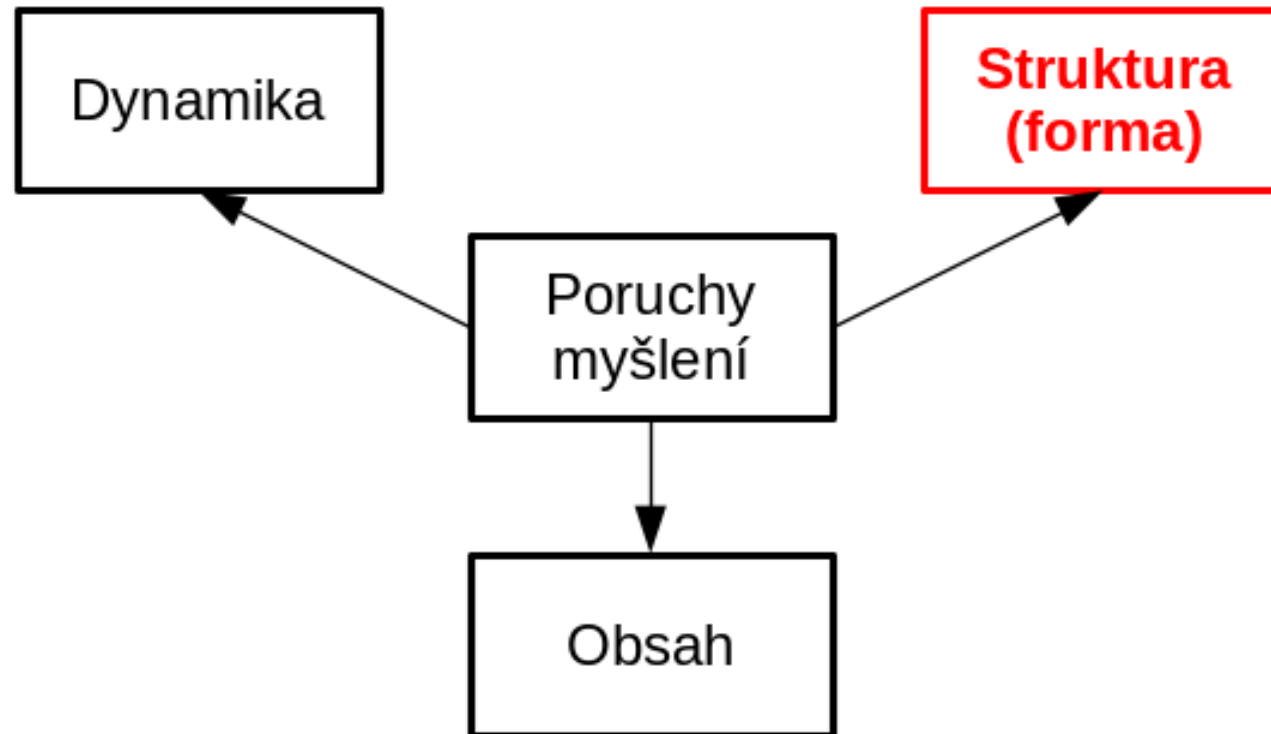 Dynamika
Struktura
(forma)
Poruchy
myšlení
Obsah